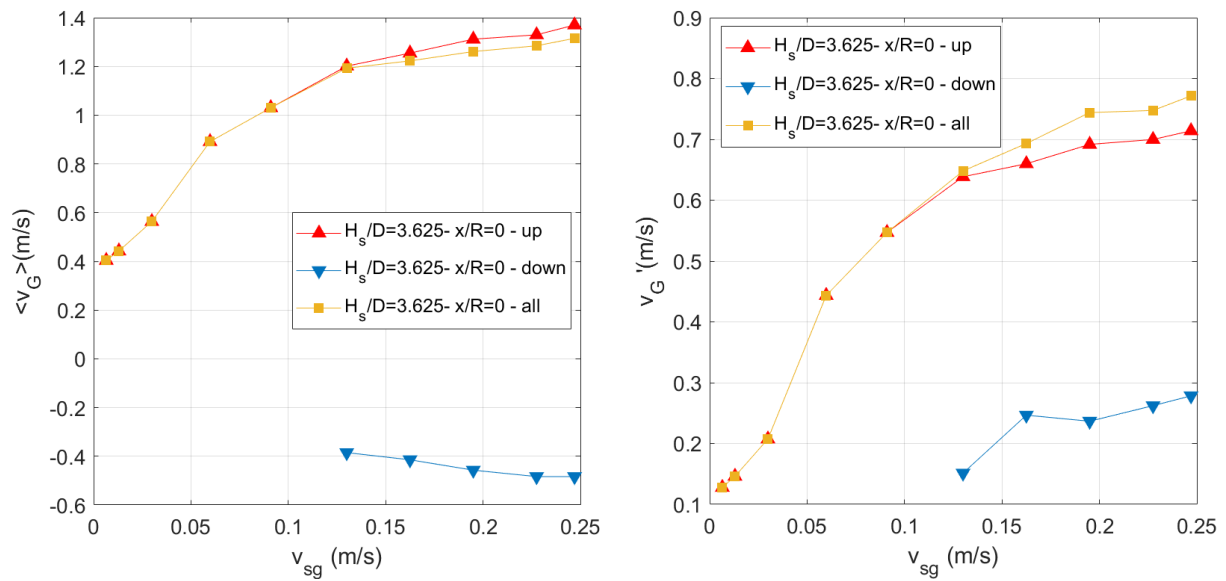 1.4
1.2
1
0.8
0.6
0.4
0.2
0
-0.2
-0.4
-0.6
<v_G>(m/s)
H_s/D=3.625- x/R=0 - up
H_s/D=3.625- x/R=0 - down
H_s/D=3.625- x/R=0 - all
0 0.05 0.1 0.15 0.2 0.25
v_sg (m/s)
0.9
0.8
0.7
0.6
0.5
0.4
0.3
0.2
0.1
v_G'(m/s)
H_s/D=3.625- x/R=0 - up
H_s/D=3.625- x/R=0 - down
H_s/D=3.625- x/R=0 - all
0 0.05 0.1 0.15 0.2 0.25
v_sg (m/s)